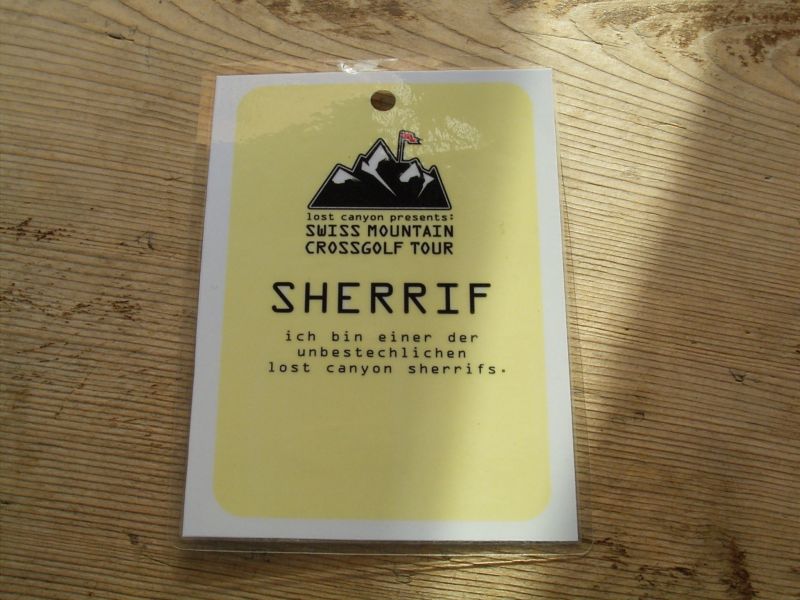 lost canyon presents:
SWISS MOUNTAIN
CROSSGOLF TOUR
SHERRIF
ich bin einer der
unbestechlichen
lost canyon sherrifs.